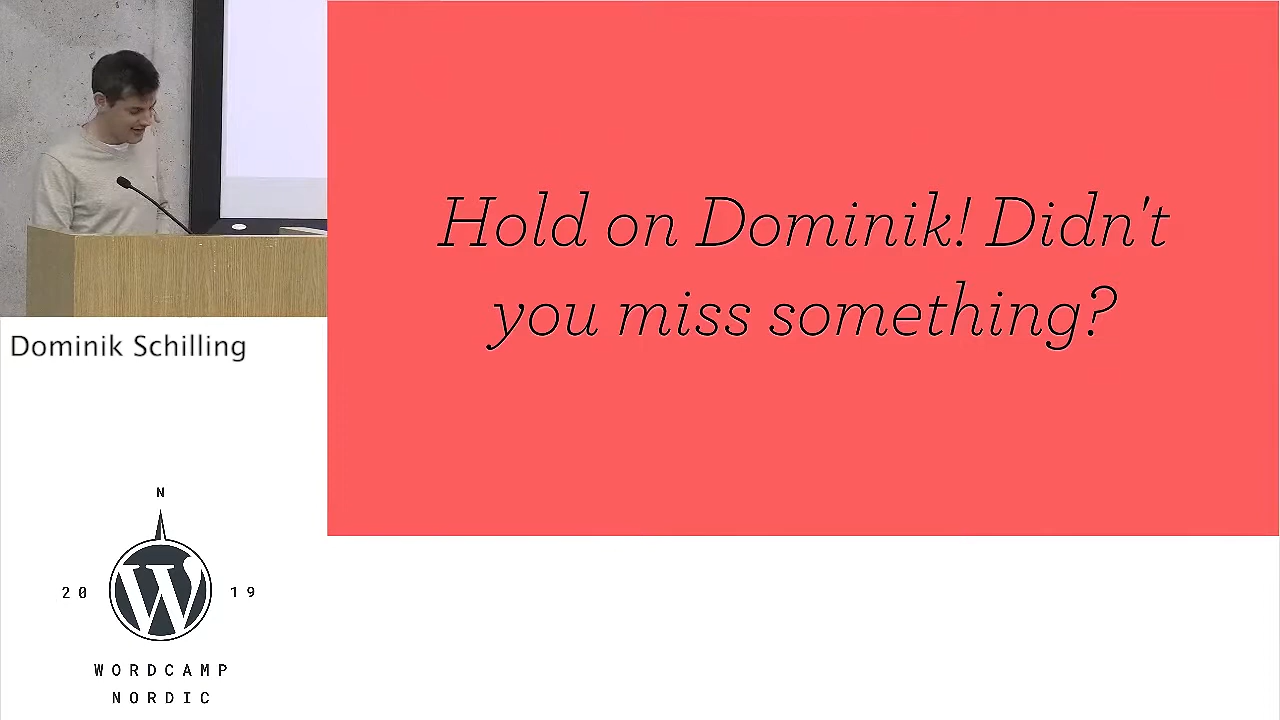 Hold on Dominik! Didn't
you miss something?
Dominik Schilling
N
20 19
WORDCAMP
NORDIC